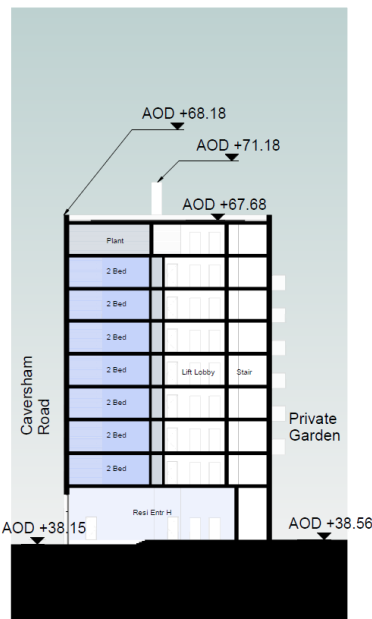 AOD +68.18
AOD +71.18
AOD +67.68
Plant
2 Bed
2 Bed
2 Bed
2 Bed
Lift Lobby
Stair
2 Bed
2 Bed
2 Bed
Caversham
Road
Private
Garden
Resi Entr H
AOD +38.15
AOD +38.56